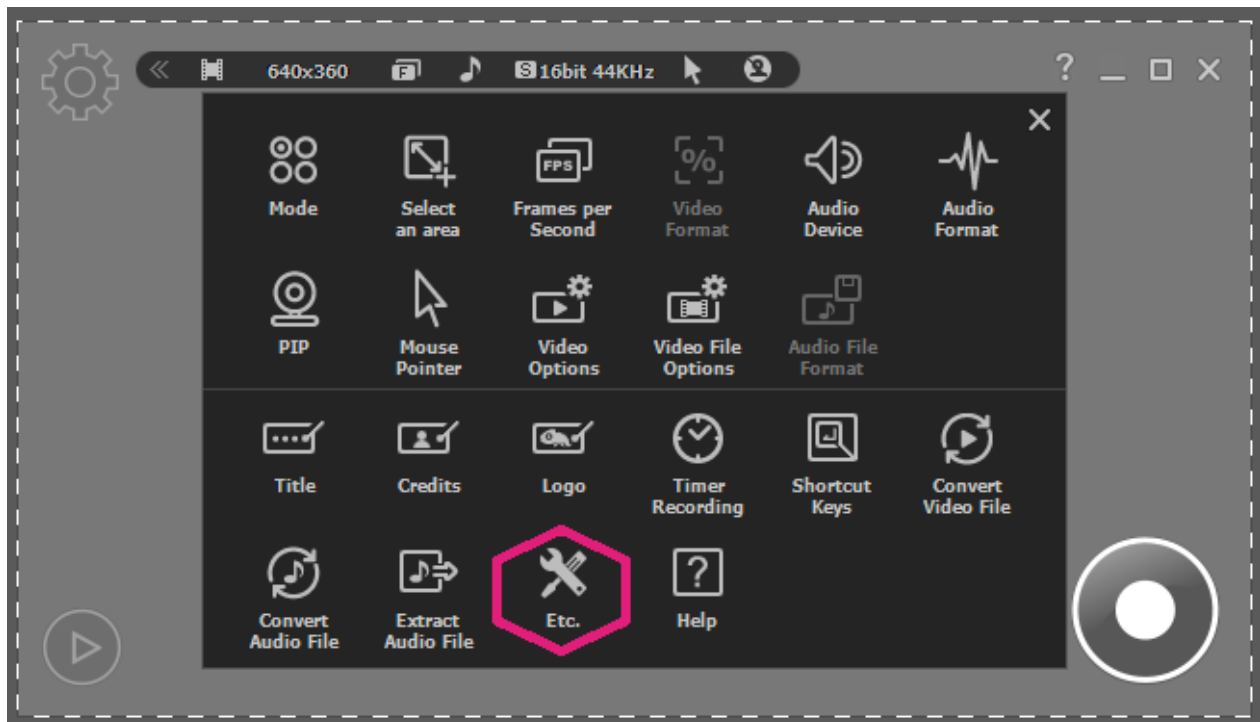 640x360 F S 16bit 44KHz ?
FPS %
Mode Select Frames per Video Audio Audio
an area Second Format Device Format
PIP Mouse Video Video File Audio File
Pointer Options Options Format
Title Credits Logo Timer Shortcut Convert
Recording Keys Video File
?
Convert Extract Etc. Help
Audio File Audio File